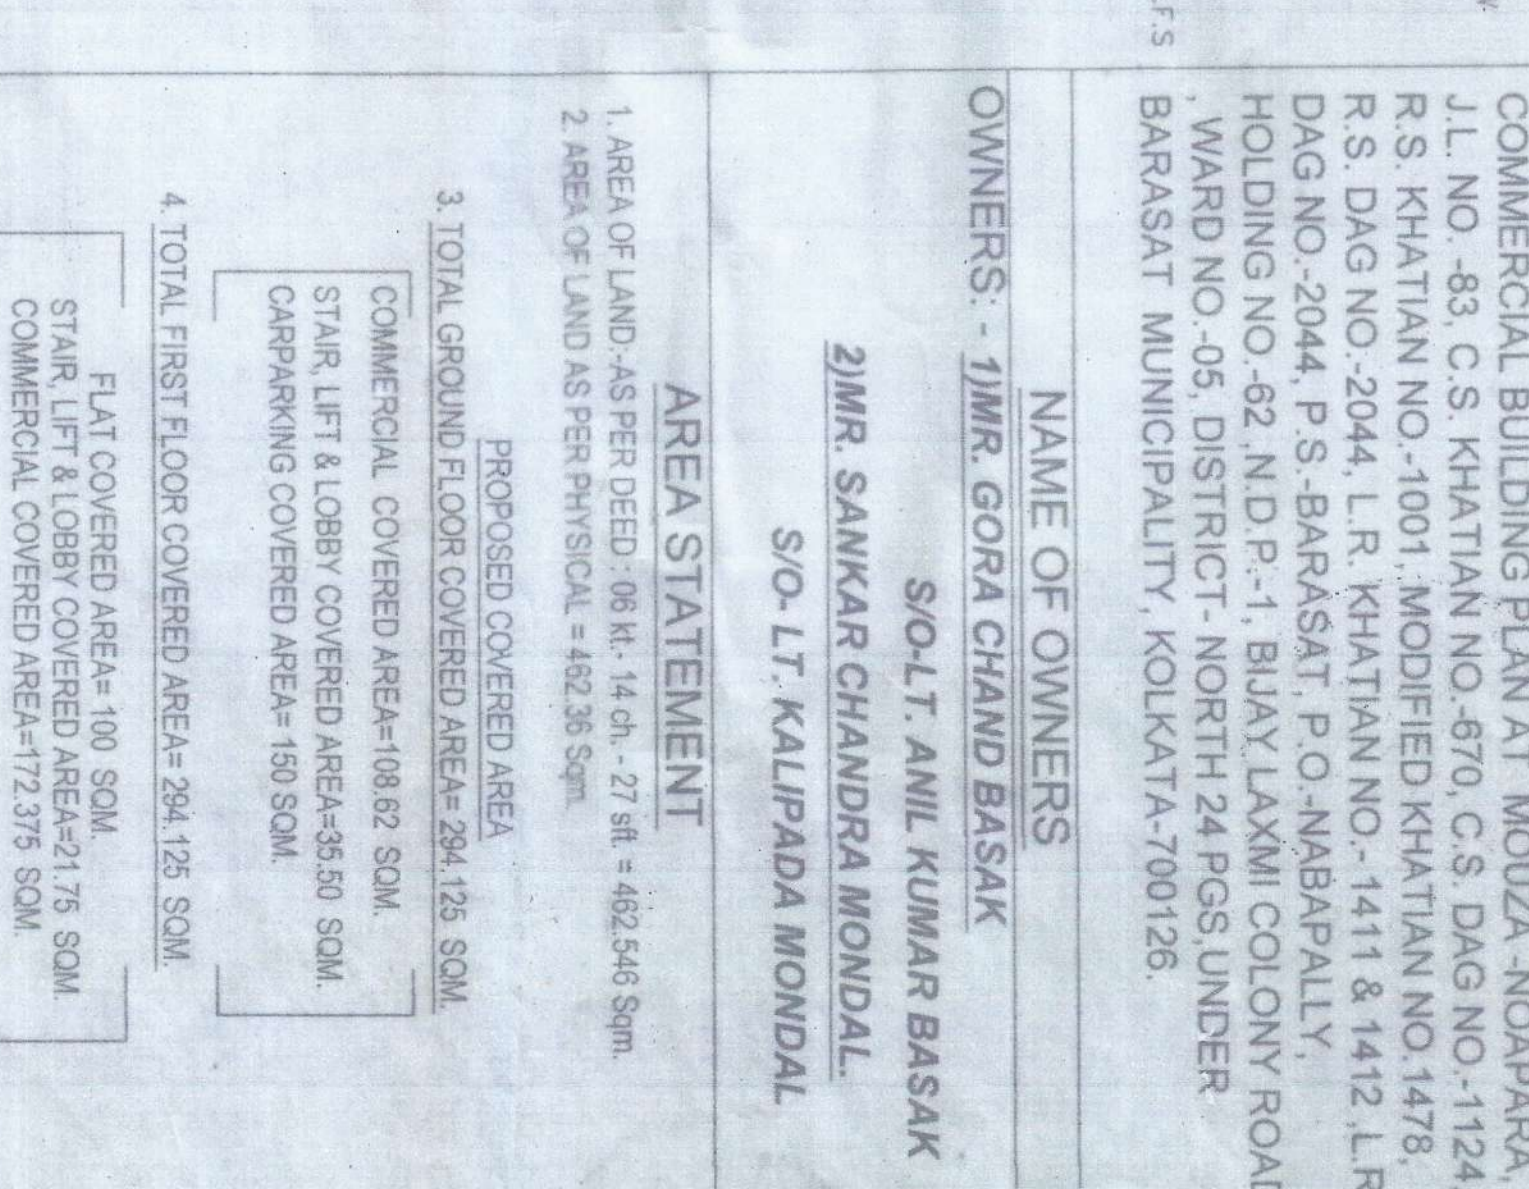 COMMERCIAL BUILDING PLAN AT MOUZA -NOAPARA,
J.L. NO. -83, C.S. KHATIAN NO.-670, C.S. DAG NO.-1124,
R.S. KHATIAN NO.-1001, MODIFIED KHATIAN NO.1478,
R.S. DAG NO.-2044, L.R. KHATIAN NO.- 1411 & 1412 ,L.R
DAG NO.-2044, P.S.-BARASAT, P.O.-NABAPALLY,
HOLDING NO.-62 ,N.D.P.-1, BIJAY LAXMI COLONY ROAD
, WARD NO.-05, DISTRICT- NORTH 24 PGS,UNDER
BARASAT MUNICIPALITY, KOLKATA-700126.
F.S
NAME OF OWNERS
OWNERS: - 1)MR. GORA CHAND BASAK
S/O-LT. ANIL KUMAR BASAK
2)MR. SANKAR CHANDRA MONDAL.
S/O- LT. KALIPADA MONDAL
AREA STATEMENT
1. AREA OF LAND.-AS PER DEED : 06 kt.- 14 ch.- 27 sft. = 462.546 Sqm.
2. AREA OF LAND AS PER PHYSICAL = 462.36 Sqm.
PROPOSED COVERED AREA
3. TOTAL GROUND FLOOR COVERED AREA= 294.125 SQM.
COMMERCIAL COVERED AREA=108.62 SQM.
STAIR, LIFT & LOBBY COVERED AREA=35.50 SQM.
CARPARKING COVERED AREA= 150 SQM.
4. TOTAL FIRST FLOOR COVERED AREA= 294.125 SQM.
FLAT COVERED AREA= 100 SQM.
STAIR, LIFT & LOBBY COVERED AREA=21.75 SQM.
COMMERCIAL COVERED AREA=172.375 SQM.